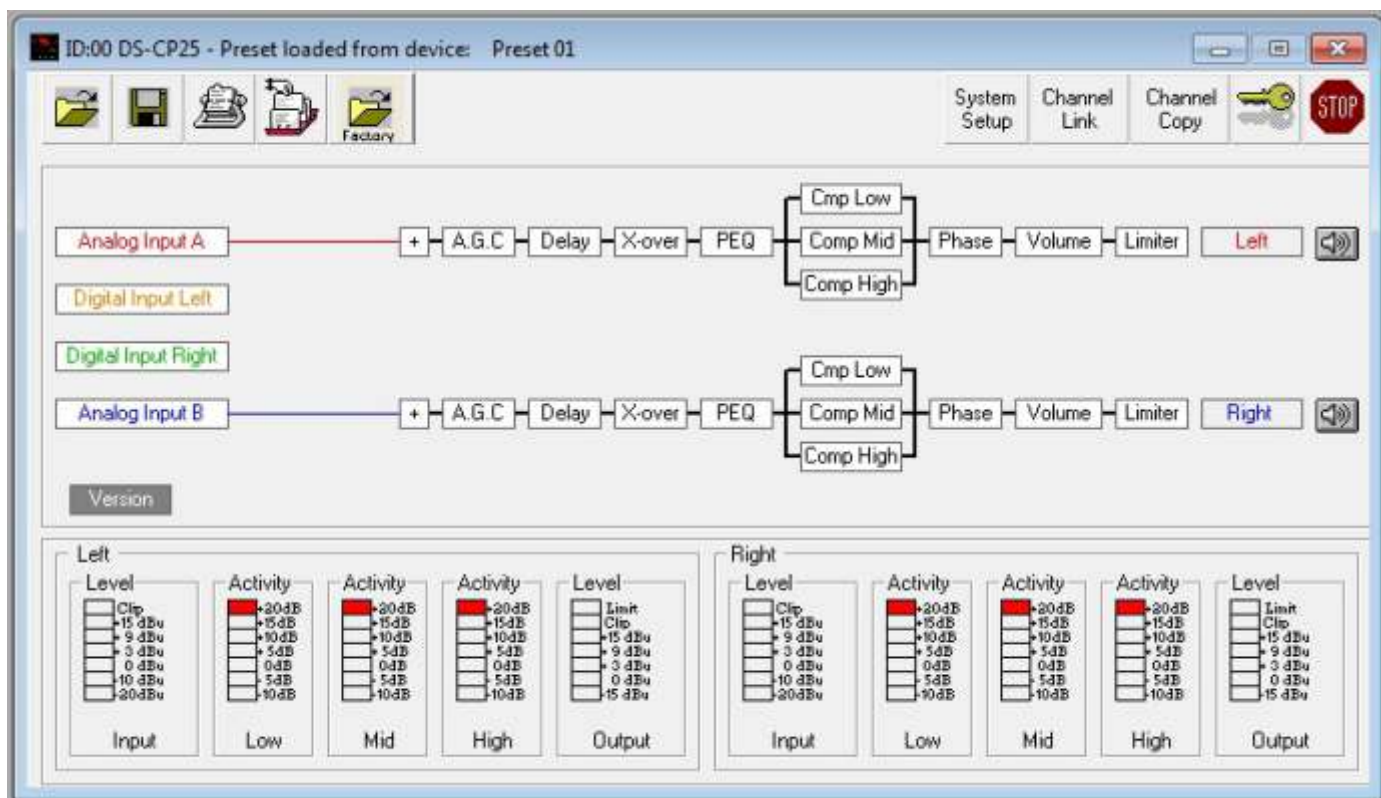 ID:00 DS-CP25 - Preset loaded from device: Preset 01
Factory
System Setup
Channel Link
Channel Copy
STOP
Cmp Low
Analog Input A + A.G.C Delay X-over PEQ Comp Mid Phase Volume Limiter Left
Comp High
Digital Input Left
Digital Input Right
Cmp Low
Analog Input B + A.G.C Delay X-over PEQ Comp Mid Phase Volume Limiter Right
Comp High
Version
Left
Level
Clip
+15 dBu
+ 9 dBu
+ 3 dBu
0 dBu
-10 dBu
-20dBu
Input
Activity
+20dB
+15dB
+10dB
+ 5dB
0dB
- 5dB
-10dB
Low
Activity
+20dB
+15dB
+10dB
+ 5dB
0dB
- 5dB
-10dB
Mid
Activity
+20dB
+15dB
+10dB
+ 5dB
0dB
- 5dB
-10dB
High
Level
Limit
Clip
+15 dBu
+ 9 dBu
+ 3 dBu
0 dBu
-15 dBu
Output
Right
Level
Clip
+15 dBu
+ 9 dBu
+ 3 dBu
0 dBu
-10 dBu
-20dBu
Input
Activity
+20dB
+15dB
+10dB
+ 5dB
0dB
- 5dB
-10dB
Low
Activity
+20dB
+15dB
+10dB
+ 5dB
0dB
- 5dB
-10dB
Mid
Activity
+20dB
+15dB
+10dB
+ 5dB
0dB
- 5dB
-10dB
High
Level
Limit
Clip
+15 dBu
+ 9 dBu
+ 3 dBu
0 dBu
-15 dBu
Output